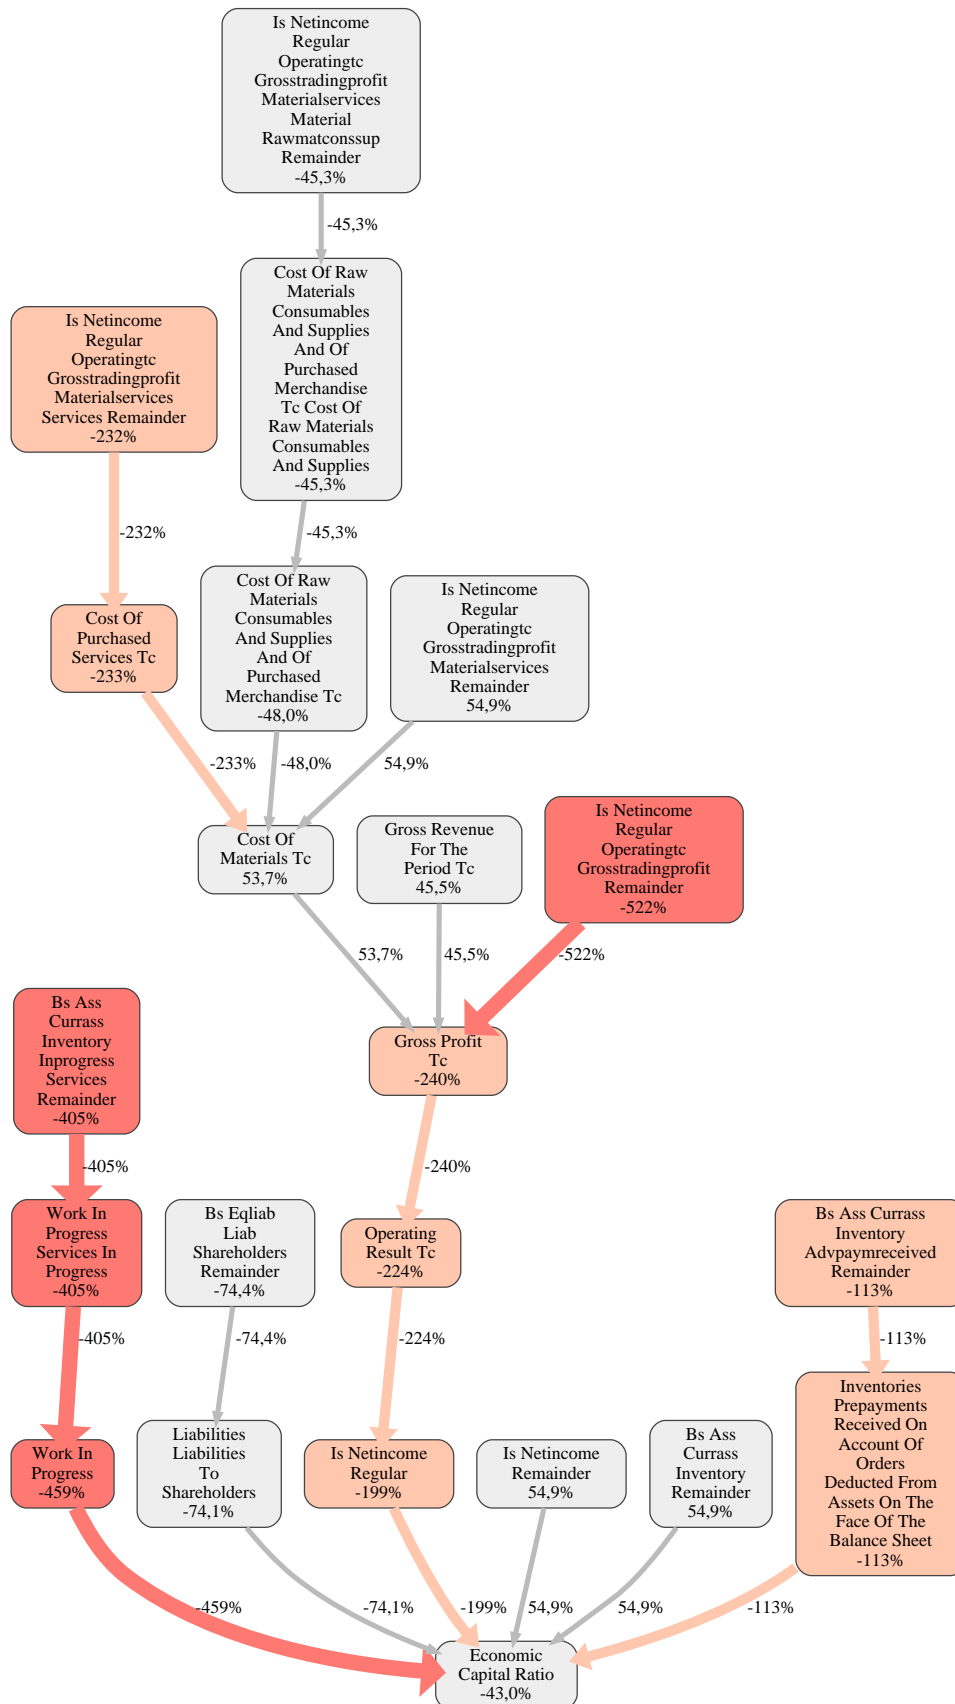 Is Netincome
Regular
Operatingtc
Grosstradingprofit
Materialservices
Material
Rawmatconssup
Remainder
-45,3%
-45,3%
Cost Of Raw
Materials
Consumables
And Supplies
And Of
Purchased
Merchandise
Tc Cost Of
Raw Materials
Consumables
And Supplies
-45,3%
Is Netincome
Regular
Operatingtc
Grosstradingprofit
Materialservices
Services Remainder
-232%
-232%
-45,3%
Cost Of
Purchased
Services Tc
-233%
Cost Of Raw
Materials
Consumables
And Supplies
And Of
Purchased
Merchandise Tc
-48,0%
Is Netincome
Regular
Operatingtc
Grosstradingprofit
Materialservices
Remainder
54,9%
-233%
-48,0%
54,9%
Cost Of
Materials Tc
53,7%
Gross Revenue
For The
Period Tc
45,5%
Is Netincome
Regular
Operatingtc
Grosstradingprofit
Remainder
-522%
53,7%
45,5%
-522%
Bs Ass
Currass
Inventory
Inprogress
Services
Remainder
-405%
Gross Profit
Tc
-240%
-405%
-240%
Work In
Progress
Services In
Progress
-405%
Bs Eqliab
Liab
Shareholders
Remainder
-74,4%
Operating
Result Tc
-224%
Bs Ass Currass
Inventory
Advpaymreceived
Remainder
-113%
-405%
-74,4%
-224%
-113%
Work In
Progress
-459%
Liabilities
Liabilities
To
Shareholders
-74,1%
Is Netincome
Regular
-199%
Is Netincome
Remainder
54,9%
Bs Ass
Currass
Inventory
Remainder
54,9%
Inventories
Prepayments
Received On
Account Of
Orders
Deducted From
Assets On The
Face Of The
Balance Sheet
-113%
-459%
-74,1%
-199%
54,9%
54,9%
-113%
Economic
Capital Ratio
-43,0%